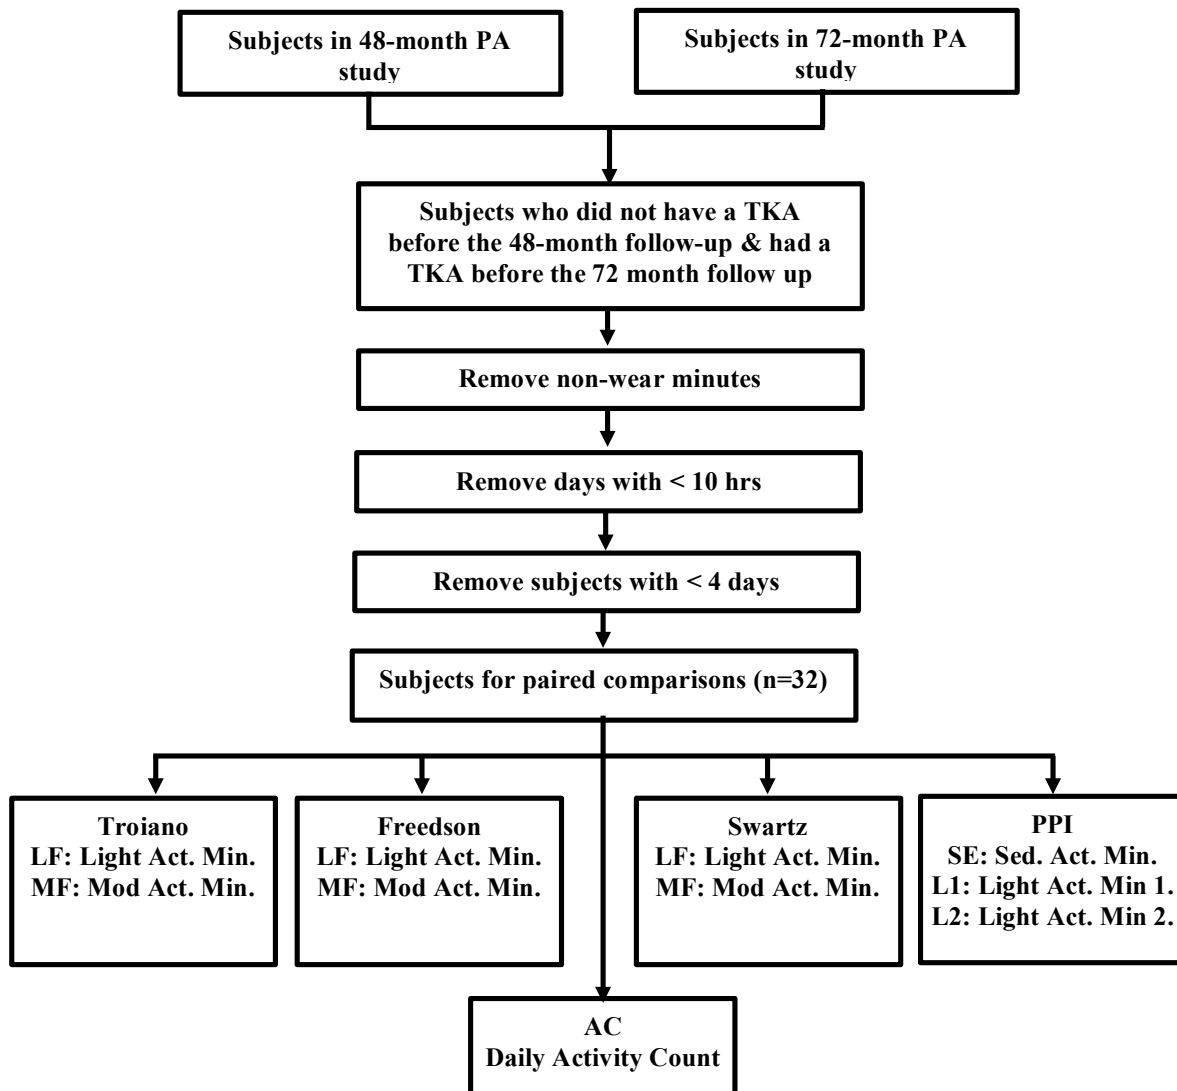 Subjects in 48-month PA
study
Subjects in 72-month PA
study
Subjects who did not have a TKA
before the 48-month follow-up & had a
TKA before the 72 month follow up
Remove non-wear minutes
Remove days with < 10 hrs
Remove subjects with < 4 days
Subjects for paired comparisons (n=32)
Troiano
LF: Light Act. Min.
MF: Mod Act. Min.
Freedson
LF: Light Act. Min.
MF: Mod Act. Min.
Swartz
LF: Light Act. Min.
MF: Mod Act. Min.
PPI
SE: Sed. Act. Min.
L1: Light Act. Min 1.
L2: Light Act. Min 2.
AC
Daily Activity Count